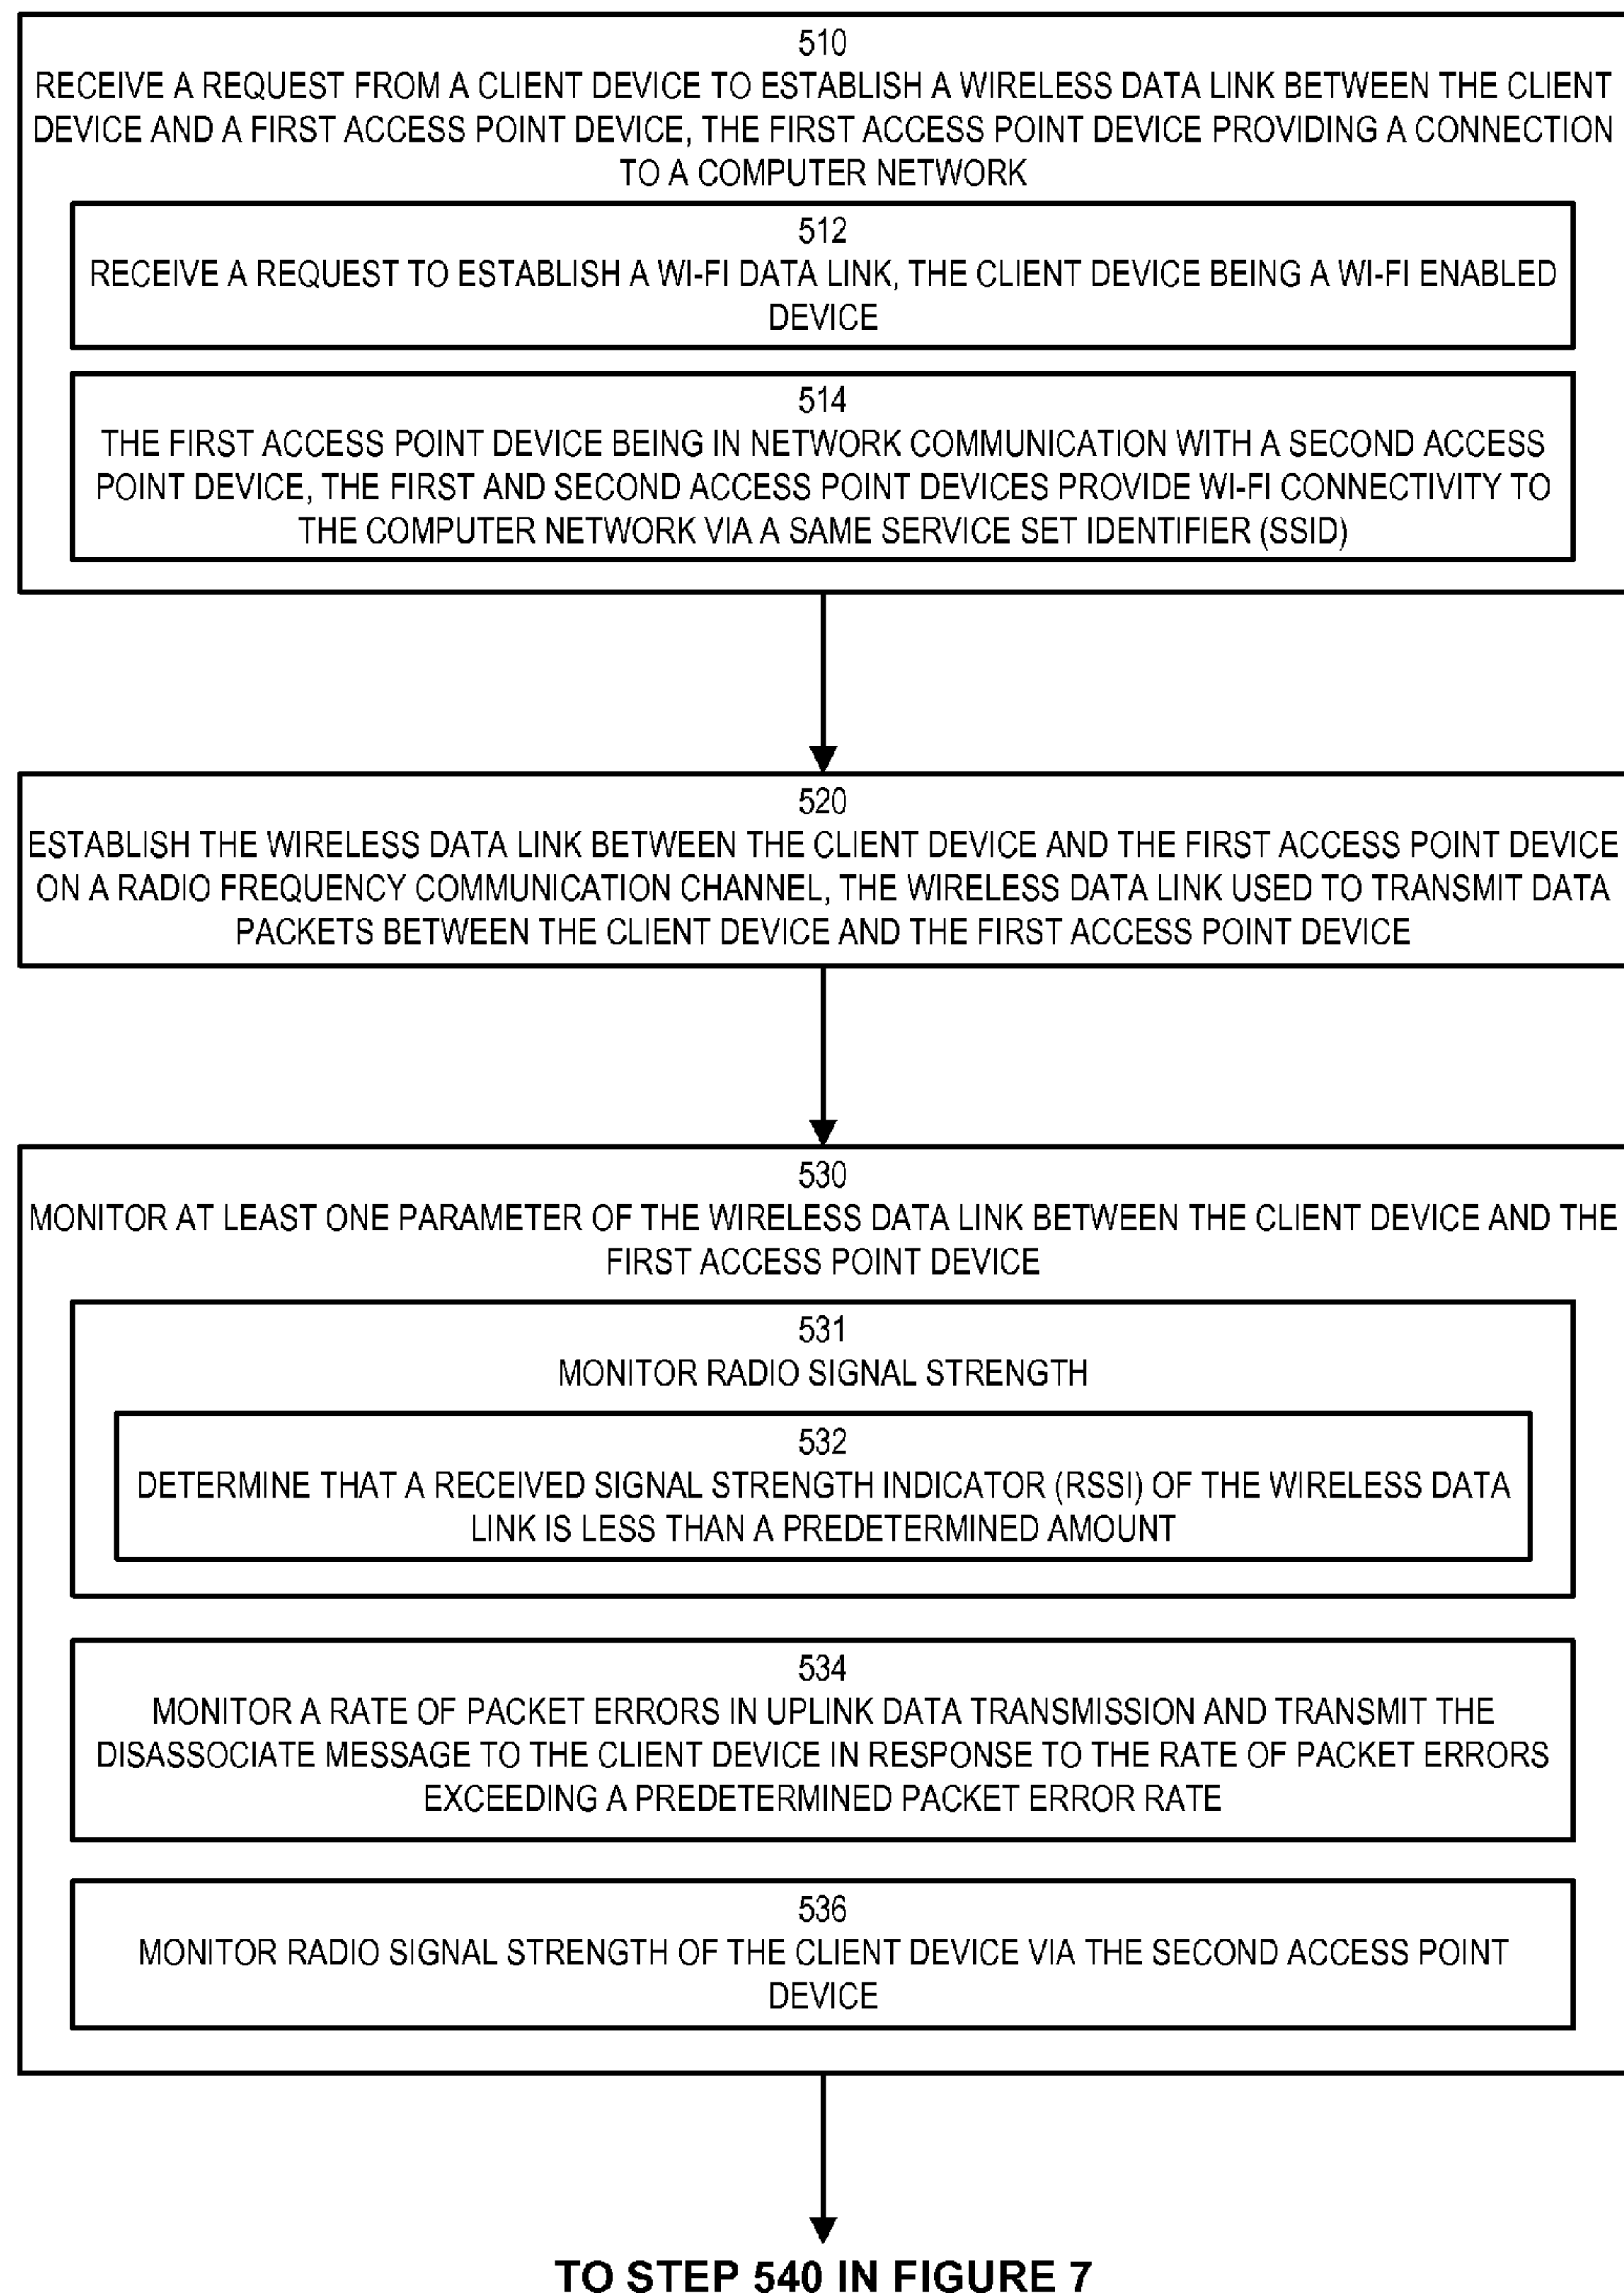 510
RECEIVE A REQUEST FROM A CLIENT DEVICE TO ESTABLISH A WIRELESS DATA LINK BETWEEN THE CLIENT
DEVICE AND A FIRST ACCESS POINT DEVICE, THE FIRST ACCESS POINT DEVICE PROVIDING A CONNECTION
TO A COMPUTER NETWORK
512
RECEIVE A REQUEST TO ESTABLISH A WI-FI DATA LINK, THE CLIENT DEVICE BEING A WI-FI ENABLED
DEVICE
514
THE FIRST ACCESS POINT DEVICE BEING IN NETWORK COMMUNICATION WITH A SECOND ACCESS
POINT DEVICE, THE FIRST AND SECOND ACCESS POINT DEVICES PROVIDE WI-FI CONNECTIVITY TO
THE COMPUTER NETWORK VIA A SAME SERVICE SET IDENTIFIER (SSID)
520
ESTABLISH THE WIRELESS DATA LINK BETWEEN THE CLIENT DEVICE AND THE FIRST ACCESS POINT DEVICE
ON A RADIO FREQUENCY COMMUNICATION CHANNEL, THE WIRELESS DATA LINK USED TO TRANSMIT DATA
PACKETS BETWEEN THE CLIENT DEVICE AND THE FIRST ACCESS POINT DEVICE
530
MONITOR AT LEAST ONE PARAMETER OF THE WIRELESS DATA LINK BETWEEN THE CLIENT DEVICE AND THE
FIRST ACCESS POINT DEVICE
531
MONITOR RADIO SIGNAL STRENGTH
532
DETERMINE THAT A RECEIVED SIGNAL STRENGTH INDICATOR (RSSI) OF THE WIRELESS DATA
LINK IS LESS THAN A PREDETERMINED AMOUNT
534
MONITOR A RATE OF PACKET ERRORS IN UPLINK DATA TRANSMISSION AND TRANSMIT THE
DISASSOCIATE MESSAGE TO THE CLIENT DEVICE IN RESPONSE TO THE RATE OF PACKET ERRORS
EXCEEDING A PREDETERMINED PACKET ERROR RATE
536
MONITOR RADIO SIGNAL STRENGTH OF THE CLIENT DEVICE VIA THE SECOND ACCESS POINT
DEVICE
TO STEP 540 IN FIGURE 7